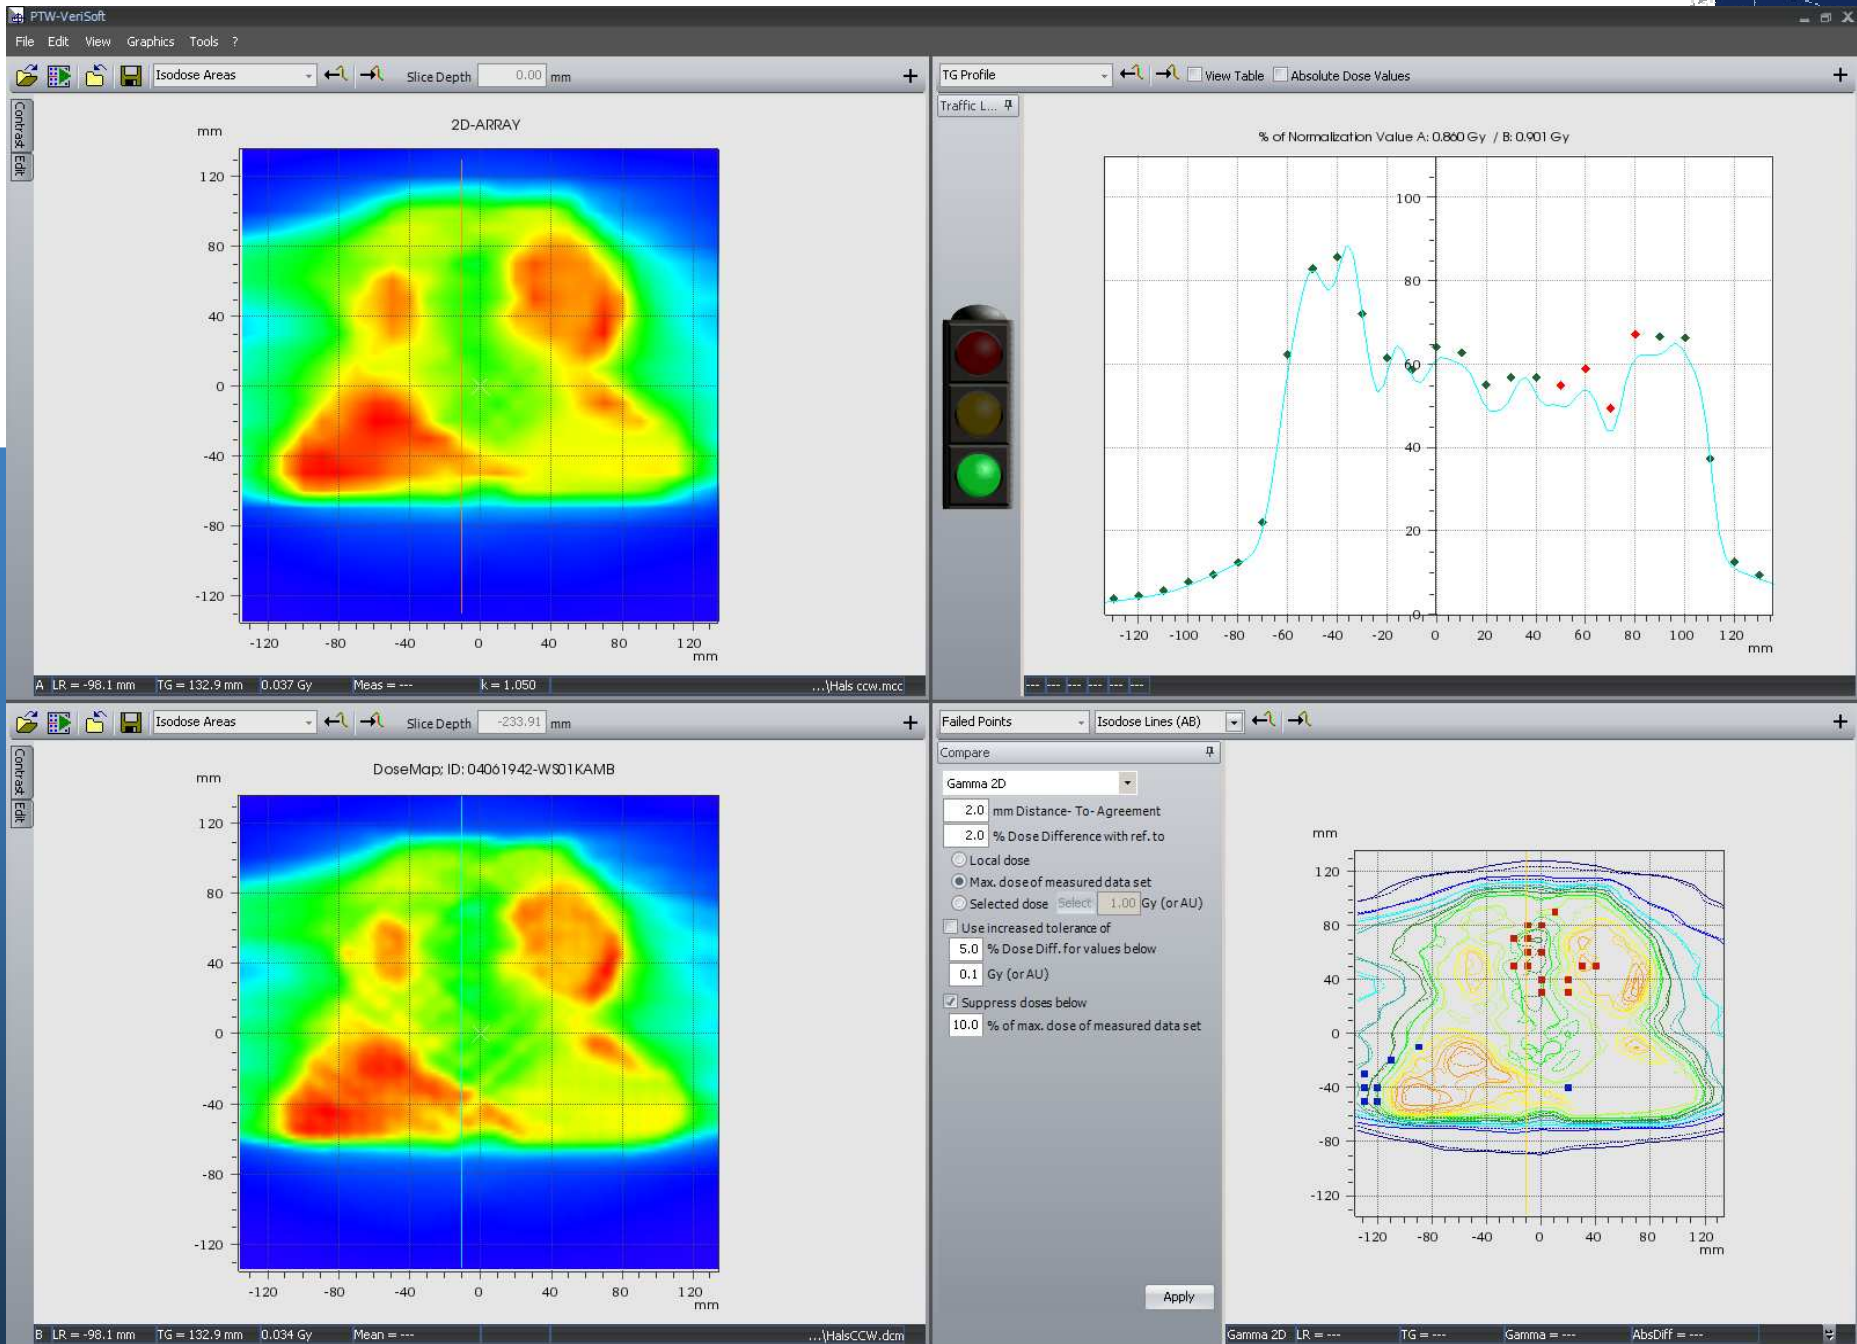 PTW-VeriSoft
File Edit View Graphics Tools ?
Isodose Areas Slice Depth 0.00 mm
Contrast Edit
2D-ARRAY
mm
120
80
40
0
-40
-80
-120
-120 -80 -40 0 40 80 120
mm
A LR = -98.1 mm TG = 132.9 mm 0.037 Gy Meas = --- k = 1.050 ...\Hals ccw.mcc
TG Profile View Table Absolute Dose Values
Traffic L...
% of Normalization Value A: 0.860 Gy / B: 0.901 Gy
100
80
60
40
20
0
-120 -100 -80 -60 -40 -20 0 20 40 60 80 100 120
mm
--- --- --- --- --- ---
Isodose Areas Slice Depth -233.91 mm
Contrast Edit
DoseMap; ID: 04061942-WS01KAMB
mm
120
80
40
0
-40
-80
-120
-120 -80 -40 0 40 80 120
mm
B LR = -98.1 mm TG = 132.9 mm 0.034 Gy Mean = --- ...\HalsCCW.dcm
Failed Points Isodose Lines (AB)
Compare
Gamma 2D
2.0 mm Distance- To- Agreement
2.0 % Dose Difference with ref. to
Local dose
Max. dose of measured data set
Selected dose Select 1.00 Gy (or AU)
Use increased tolerance of
5.0 % Dose Diff. for values below
0.1 Gy (or AU)
Suppress doses below
10.0 % of max. dose of measured data set
Apply
mm
120
80
40
0
-40
-80
-120
-120 -80 -40 0 40 80 120
mm
Gamma 2D LR = --- TG = --- Gamma = --- AbsDiff = ---